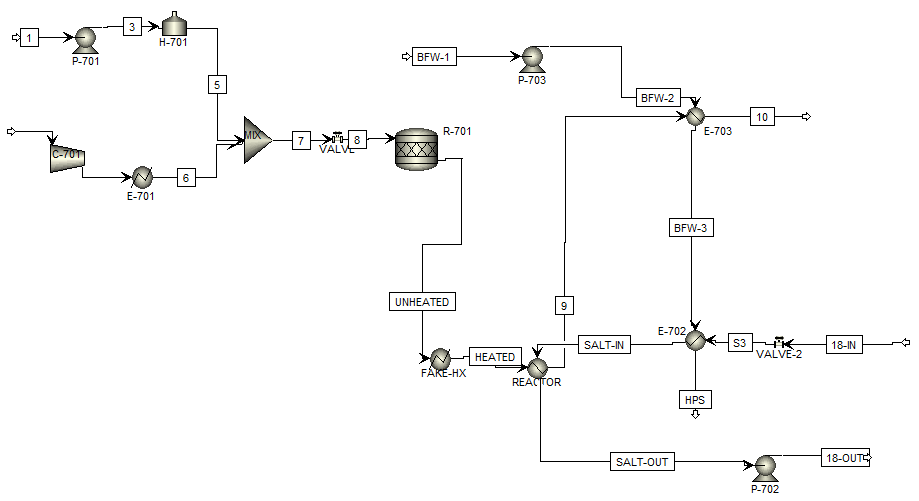 1
3
P-701
H-701
5
BFW-1
P-703
BFW-2
E-703
10
C-701
E-701
6
MIX
7
VALVE
8
R-701
BFW-3
UNHEATED
9
FAKE-HX
HEATED
REACTOR
SALT-IN
E-702
S3
VALVE-2
18-IN
HPS
SALT-OUT
P-702
18-OUT